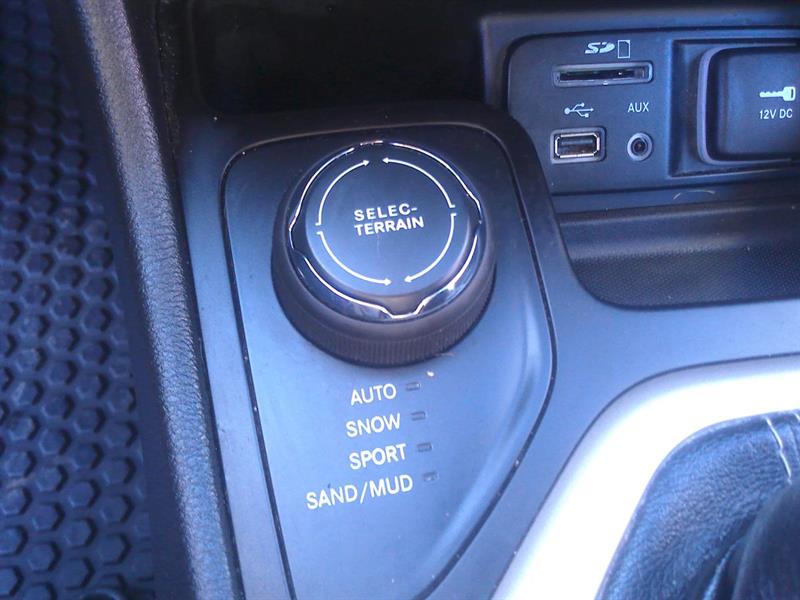 SD
AUX
12V DC
SELEC-
TERRAIN
AUTO
SNOW
SPORT
SAND/MUD